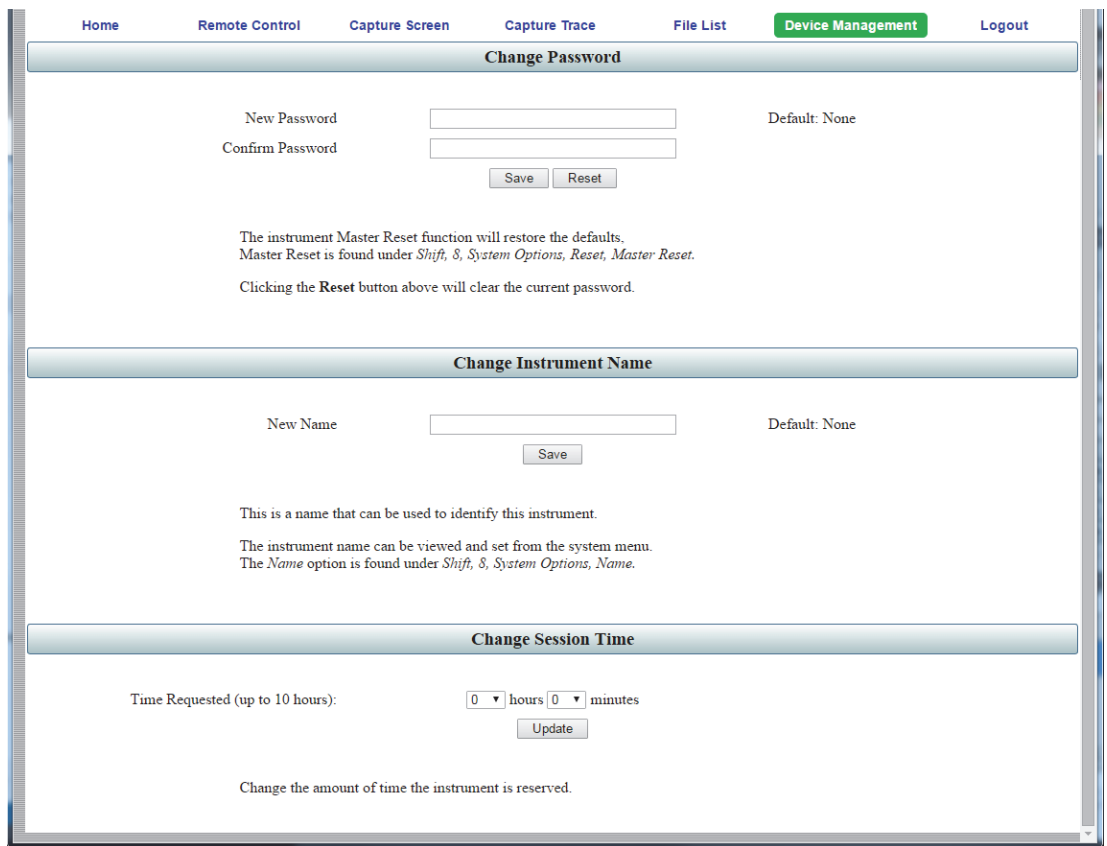 Home Remote Control Capture Screen Capture Trace File List Device Management Logout
Change Password
New Password Default: None
Confirm Password
Save Reset
The instrument Master Reset function will restore the defaults,
Master Reset is found under Shift, 8, System Options, Reset, Master Reset.
Clicking the Reset button above will clear the current password.
Change Instrument Name
New Name Default: None
Save
This is a name that can be used to identify this instrument.
The instrument name can be viewed and set from the system menu.
The Name option is found under Shift, 8, System Options, Name.
Change Session Time
Time Requested (up to 10 hours): 0 hours 0 minutes
Update
Change the amount of time the instrument is reserved.